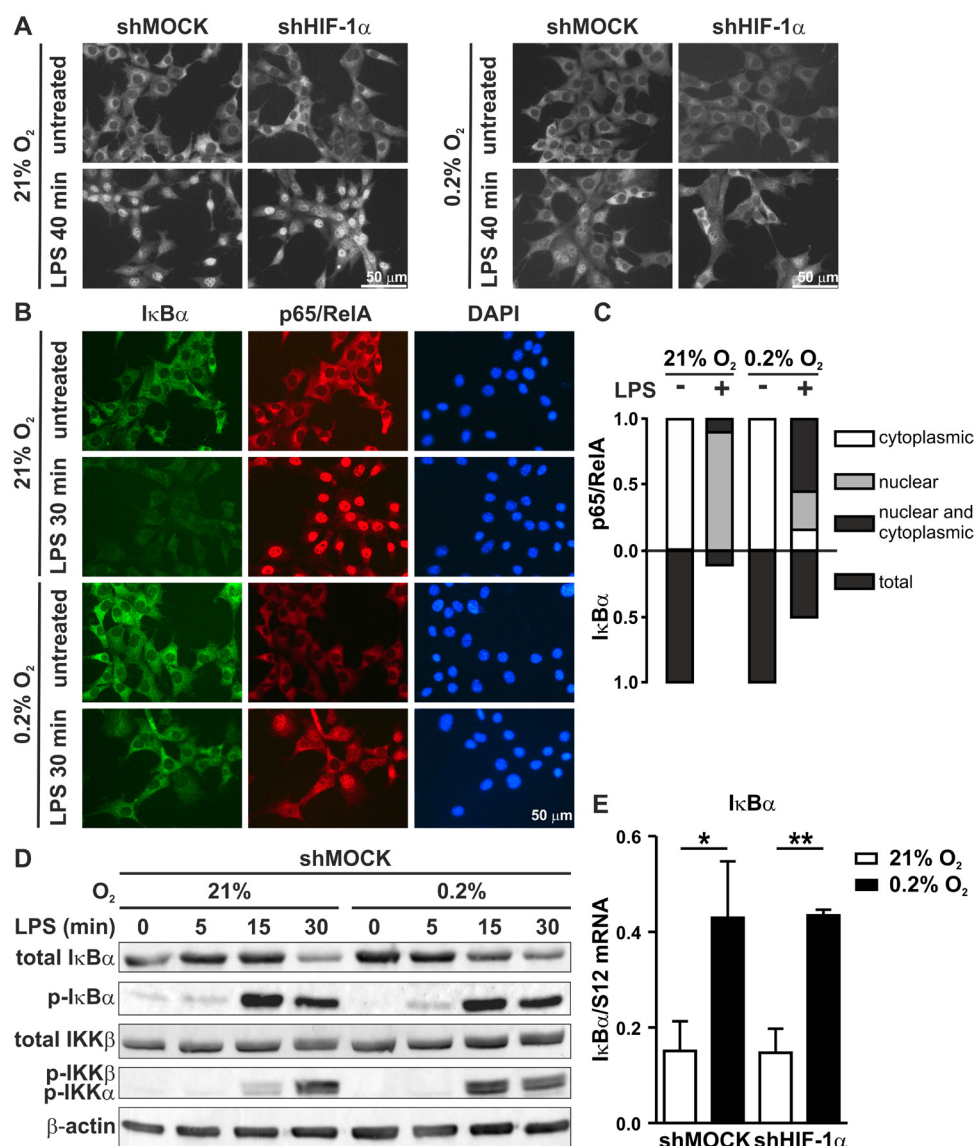 A
shMOCK
shHIF-1α
shMOCK
shHIF-1α
21% O2
untreated
LPS 40 min
50 μm
0.2% O2
untreated
LPS 40 min
50 μm
B
IκBα
p65/RelA
DAPI
21% O2
untreated
LPS 30 min
0.2% O2
untreated
LPS 30 min
50 μm
C
21% O2 0.2% O2
LPS - + - +
p65/RelA
IκBα
1.0
0.5
0.0
0.5
1.0
cytoplasmic
nuclear
nuclear and
cytoplasmic
total
D
shMOCK
O2 21% 0.2%
LPS (min) 0 5 15 30 0 5 15 30
total IκBα
p-IκBα
total IKKβ
p-IKKβ
p-IKKα
β-actin
E
IκBα
IκBα/S12 mRNA
0.6
0.4
0.2
0.0
*
**
21% O2
0.2% O2
shMOCK shHIF-1α